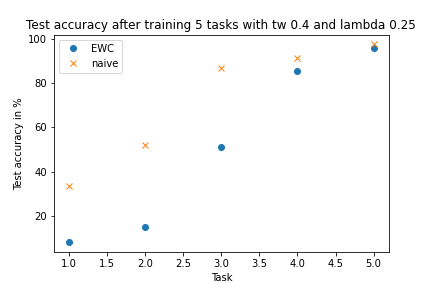 Test accuracy after training 5 tasks with tw 0.4 and lambda 0.25
EWC
naive
Test accuracy in %
100
80
60
40
20
1.0 1.5 2.0 2.5 3.0 3.5 4.0 4.5 5.0
Task